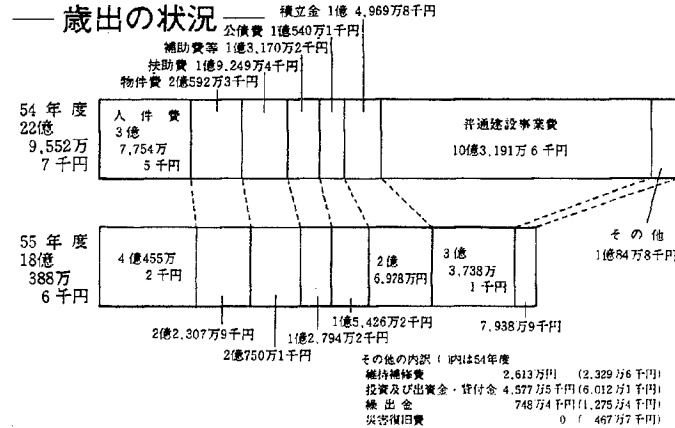 歳出の状況
積立金 1億 4,969万8千円
公債費 1億540万1千円
補助費等 1億3,170万2千円
扶助費 1億9,249万4千円
物件費 2億592万3千円
54年度
22億
9,552万
7千円
人件費
3億
7,754万
5千円
普通建設事業費
10億3,191万6千円
55年度
18億
388万
6千円
4億455万
2千円
2億
6,978万円
3億
3,738万
1千円
その他
1億84万8千円
2億2,307万9千円
2億750万1千円
1億2,794万2千円
1億5,426万2千円
7,938万9千円
その他の内訳( )内は54年度
維持補修費 2,613万円 (2,329万6千円)
投資及び出資金・貸付金 4,577万5千円(6,012万1千円)
繰出金 748万4千円(1,275万4千円)
災害復旧費 0 ( 467万7千円)